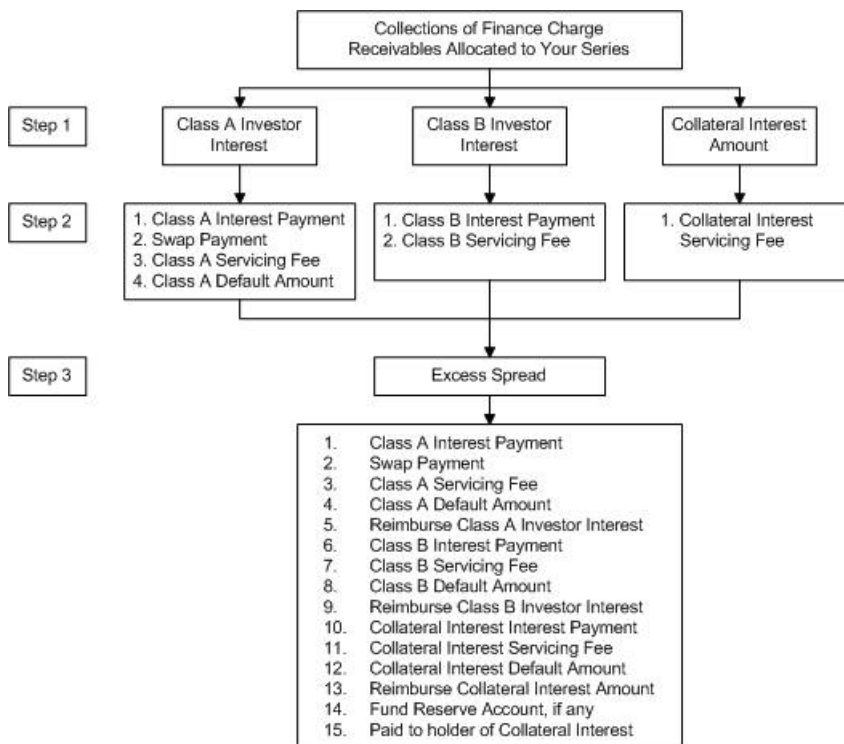 Collections of Finance Charge
Receivables Allocated to Your Series
Step 1
Class A Investor
Interest
Class B Investor
Interest
Collateral Interest
Amount
Step 2
1. Class A Interest Payment
2. Swap Payment
3. Class A Servicing Fee
4. Class A Default Amount
1. Class B Interest Payment
2. Class B Servicing Fee
1. Collateral Interest
Servicing Fee
Step 3
Excess Spread
1. Class A Interest Payment
2. Swap Payment
3. Class A Servicing Fee
4. Class A Default Amount
5. Reimburse Class A Investor Interest
6. Class B Interest Payment
7. Class B Servicing Fee
8. Class B Default Amount
9. Reimburse Class B Investor Interest
10. Collateral Interest Interest Payment
11. Collateral Interest Servicing Fee
12. Collateral Interest Default Amount
13. Reimburse Collateral Interest Amount
14. Fund Reserve Account, if any
15. Paid to holder of Collateral Interest